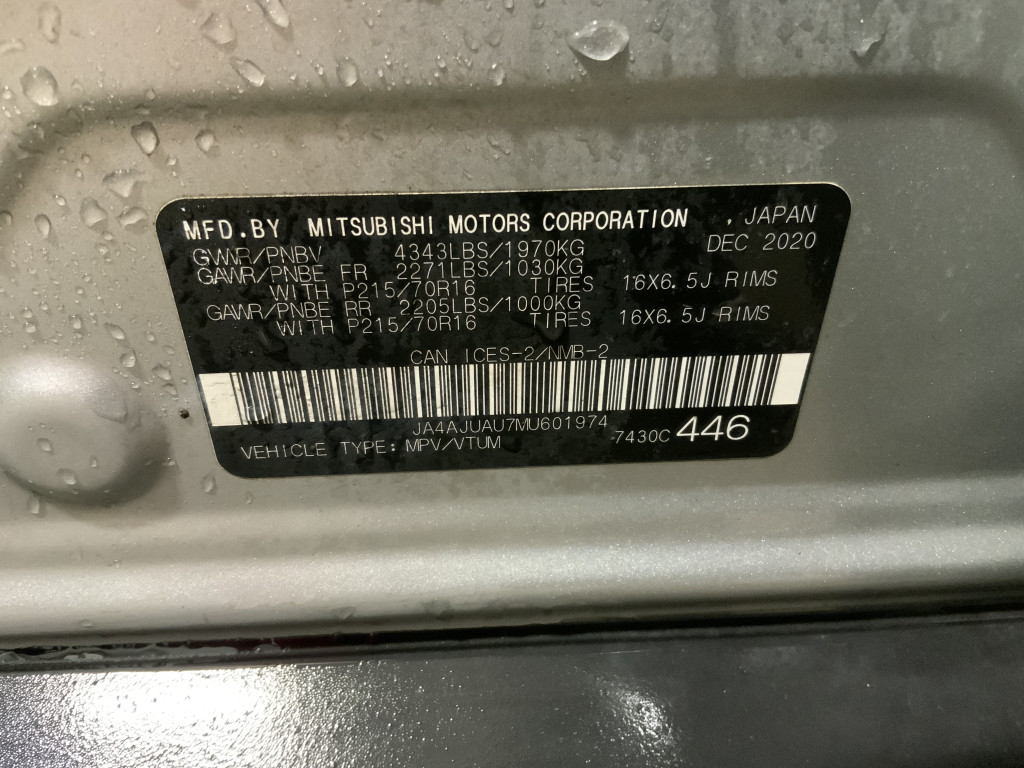 MFD.BY MITSUBISHI MOTORS CORPORATION , JAPAN
GVWR/PNBV 4343LBS/1970KG DEC 2020
GAWR/PNBE FR 2271LBS/1030KG
WITH P215/70R16 TIRES 16X6.5J RIMS
GAWR/PNBE RR 2205LBS/1000KG
WITH P215/70R16 TIRES 16X6.5J RIMS
CAN ICES-2/NMB-2
JA4AJUAU7MU601974
VEHICLE TYPE: MPV/VTUM -7430C 446